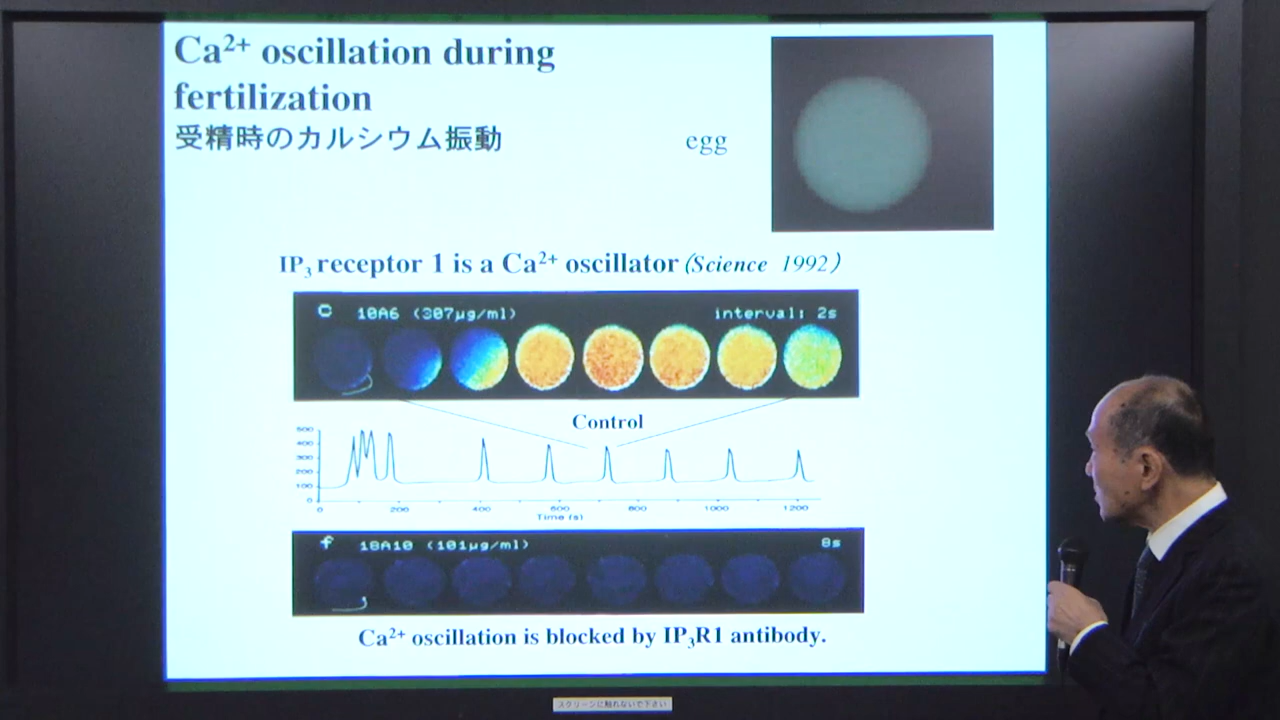 Ca2+ oscillation during
fertilization
受精時のカルシウム振動
egg
IP3 receptor 1 is a Ca2+ oscillator (Science 1992)
c 10A6 (307µg/ml) interval: 2s
Control
500
400
300
200
100
0
0 200 400 600 800 1000 1200
Time (s)
f 18A10 (101µg/ml) 8s
Ca2+ oscillation is blocked by IP3R1 antibody.
スクリーンに触れないで下さい